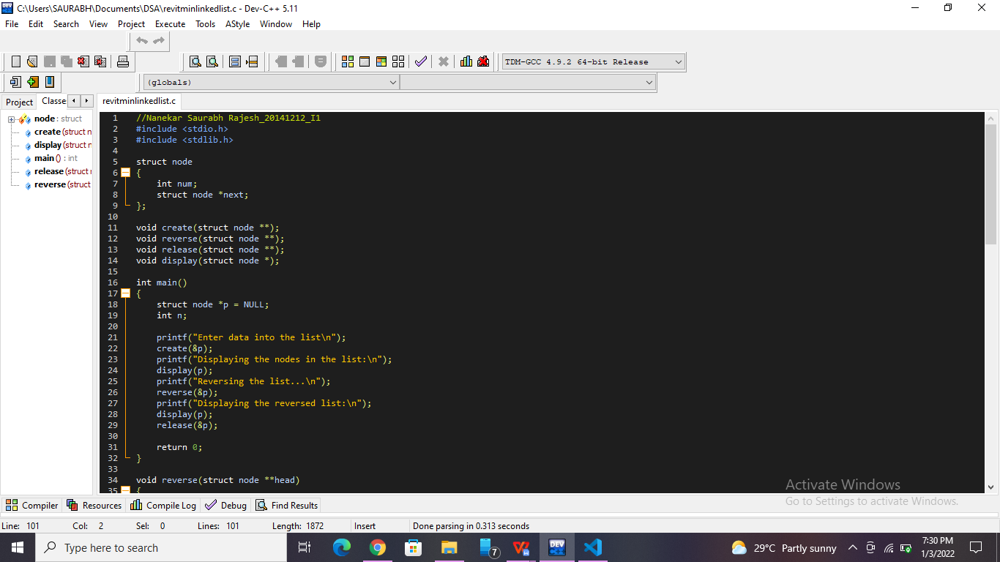 C:\Users\SAURABH\Documents\DSA\revitminlinkedlist.c - Dev-C++ 5.11
File Edit Search View Project Execute Tools AStyle Window Help
TDM-GCC 4.9.2 64-bit Release
(globals)
Project Classe
revitminlinkedlist.c
node : struct
create (struct n
display (struct n
main () : int
release (struct
reverse (struct
1 //Nanekar Saurabh Rajesh_20141212_I1
2 #include <stdio.h>
3 #include <stdlib.h>
4
5 struct node
6 {
7 int num;
8 struct node *next;
9 };
10
11 void create(struct node **);
12 void reverse(struct node **);
13 void release(struct node **);
14 void display(struct node *);
15
16 int main()
17 {
18 struct node *p = NULL;
19 int n;
20
21 printf("Enter data into the list\n");
22 create(&p);
23 printf("Displaying the nodes in the list:\n");
24 display(p);
25 printf("Reversing the list...\n");
26 reverse(&p);
27 printf("Displaying the reversed list:\n");
28 display(p);
29 release(&p);
30
31 return 0;
32 }
33
34 void reverse(struct node **head)
35 {
Activate Windows
Go to Settings to activate Windows.
Compiler Resources Compile Log Debug Find Results
Line: 101 Col: 2 Sel: 0 Lines: 101 Length: 1872 Insert Done parsing in 0.313 seconds
Type here to search
7
DEV
29°C Partly sunny
7:30 PM
1/3/2022